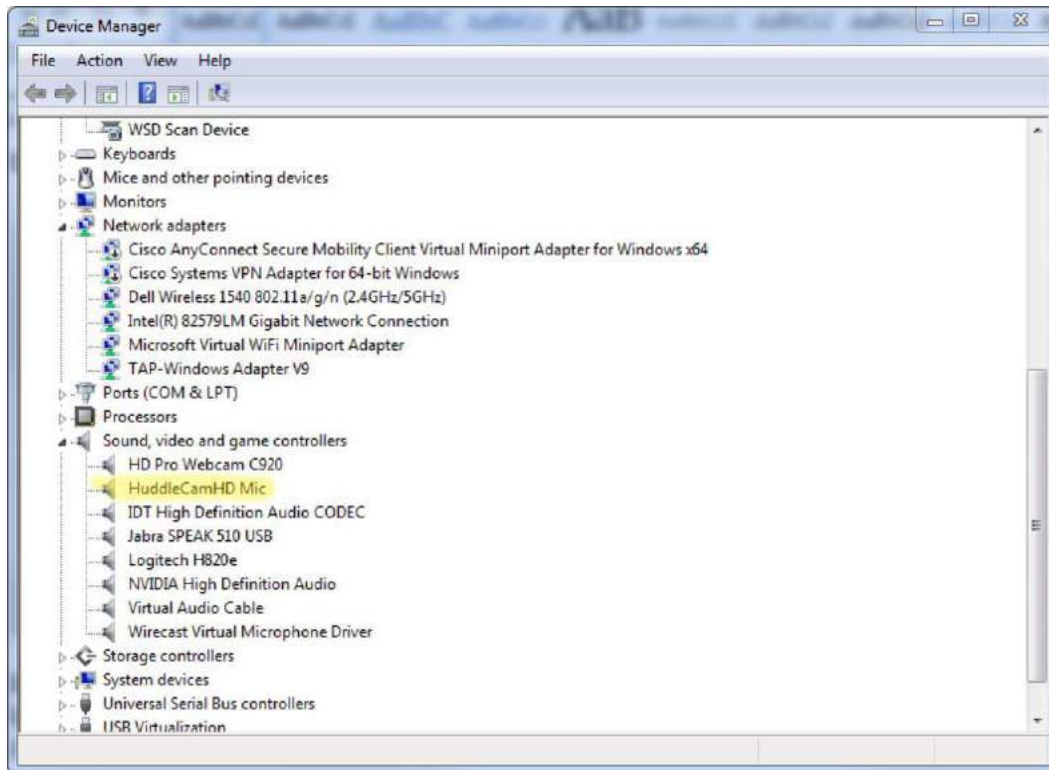 Device Manager
File Action View Help
WSD Scan Device
Keyboards
Mice and other pointing devices
Monitors
Network adapters
Cisco AnyConnect Secure Mobility Client Virtual Miniport Adapter for Windows x64
Cisco Systems VPN Adapter for 64-bit Windows
Dell Wireless 1540 802.11a/g/n (2.4GHz/5GHz)
Intel(R) 82579LM Gigabit Network Connection
Microsoft Virtual WiFi Miniport Adapter
TAP-Windows Adapter V9
Ports (COM & LPT)
Processors
Sound, video and game controllers
HD Pro Webcam C920
HuddleCamHD Mic
IDT High Definition Audio CODEC
Jabra SPEAK 510 USB
Logitech H820e
NVIDIA High Definition Audio
Virtual Audio Cable
Wirecast Virtual Microphone Driver
Storage controllers
System devices
Universal Serial Bus controllers
USB Virtualization